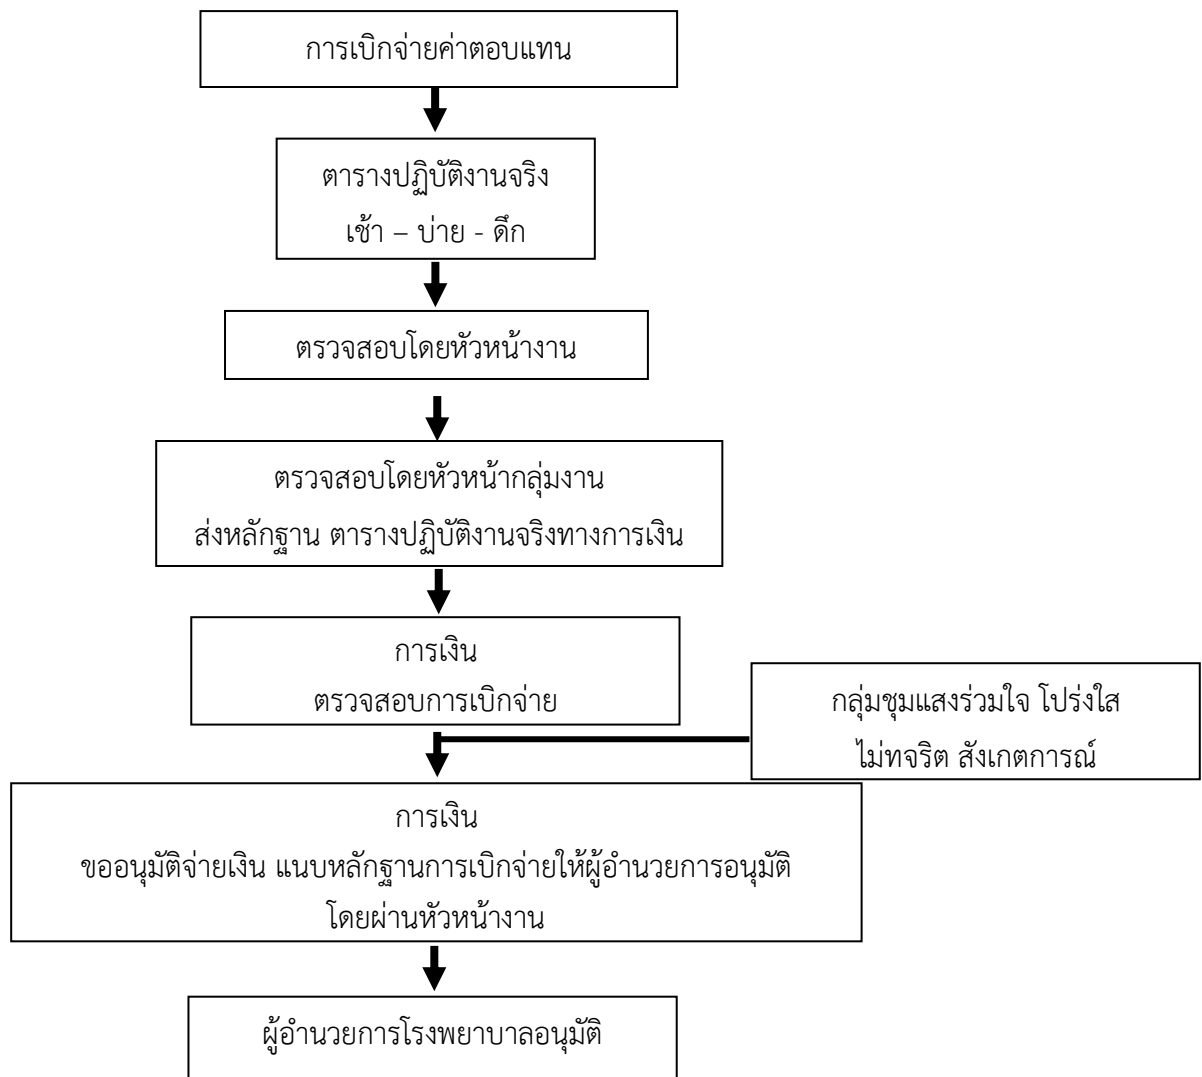 การเบิกจ่ายค่าตอบแทน
ตารางปฏิบัติงานจริง
เช้า – บ่าย - ดึก
ตรวจสอบโดยหัวหน้างาน
ตรวจสอบโดยหัวหน้ากลุ่มงาน
ส่งหลักฐาน ตารางปฏิบัติงานจริงทางการเงิน
การเงิน
ตรวจสอบการเบิกจ่าย
กลุ่มชุมแสงร่วมใจ โปร่งใส
ไม่ทจริต สังเกตการณ์
การเงิน
ขออนุมัติจ่ายเงิน แนบหลักฐานการเบิกจ่ายให้ผู้อำนวยการอนุมัติ
โดยผ่านหัวหน้างาน
ผู้อำนวยการโรงพยาบาลอนุมัติ